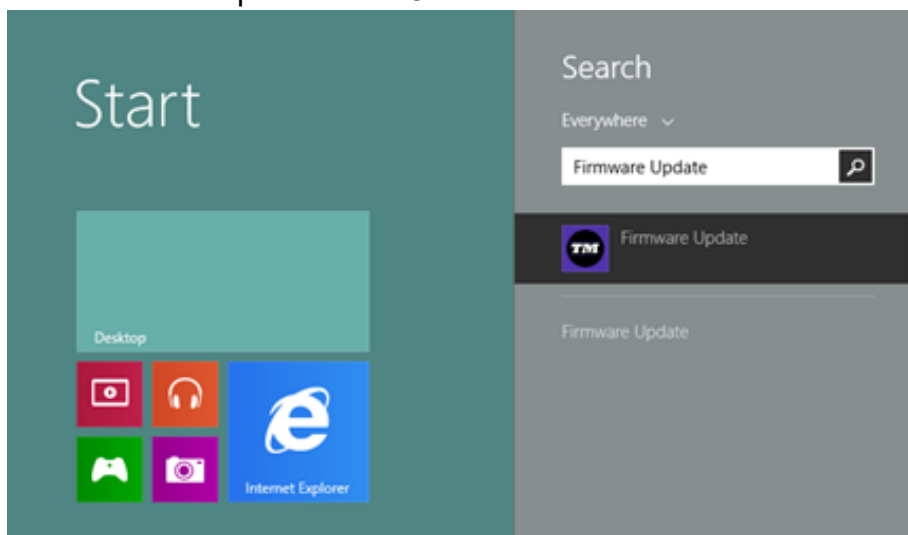 Start
Desktop
Internet Explorer
Search
Everywhere
Firmware Update
TM
Firmware Update
Firmware Update